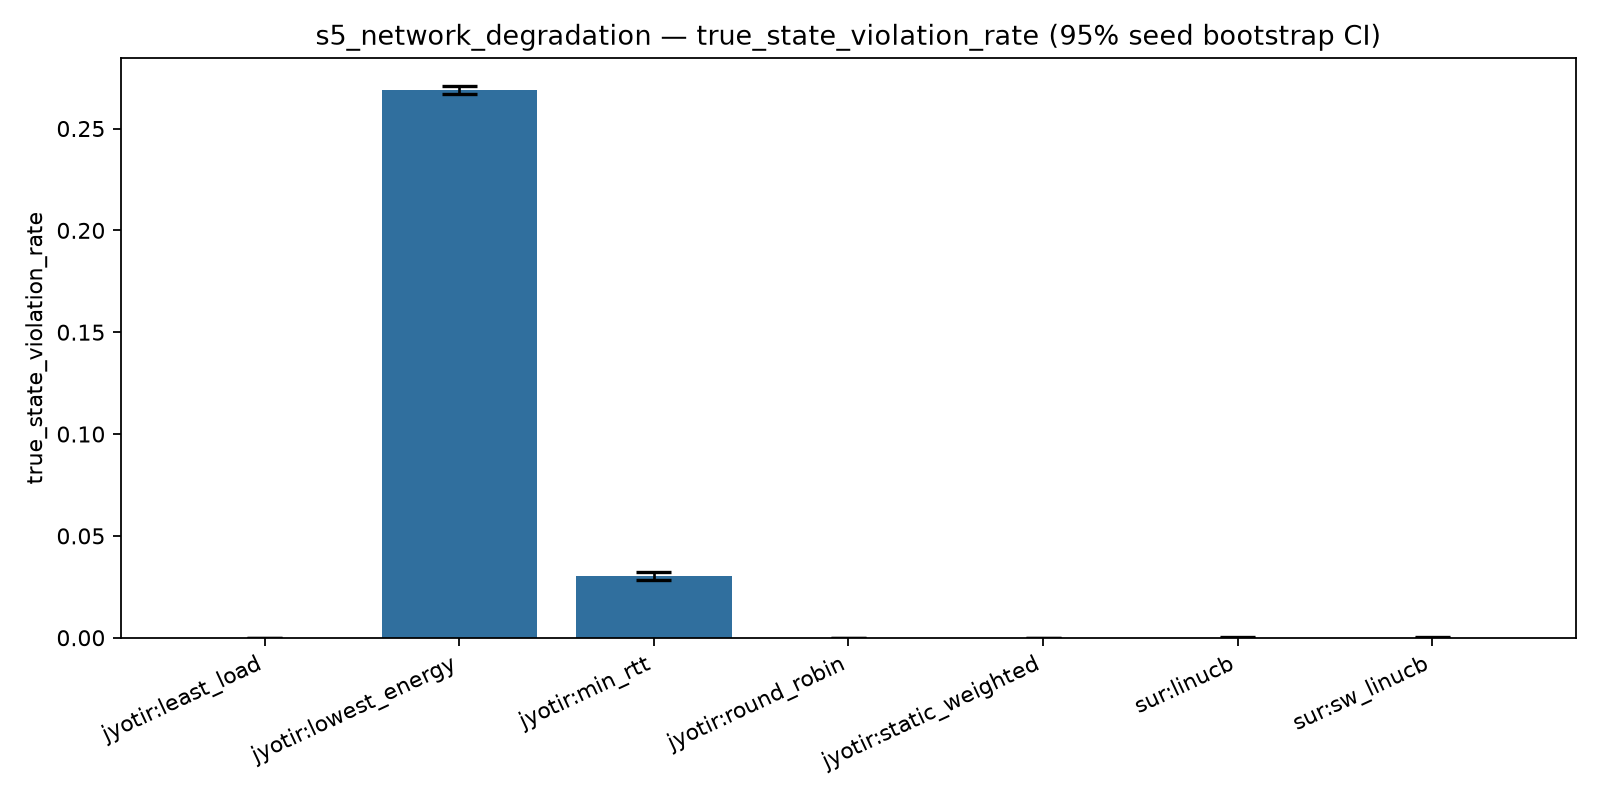 s5_network_degradation — true_state_violation_rate (95% seed bootstrap CI)
true_state_violation_rate
0.25
0.20
0.15
0.10
0.05
0.00
jyotir:least_load
jyotir:lowest_energy
jyotir:min_rtt
jyotir:round_robin
jyotir:static_weighted
sur:linucb
sur:sw_linucb